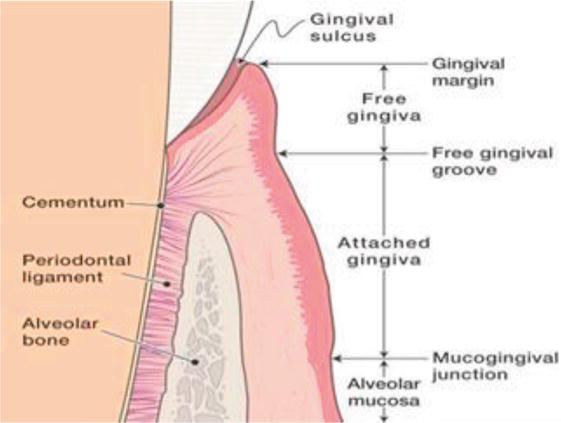 Gingival
sulcus
Gingival
margin
Free
gingiva
Free gingival
groove
Cementum
Attached
gingiva
Periodontal
ligament
Alveolar
bone
Mucogingival
junction
Alveolar
mucosa